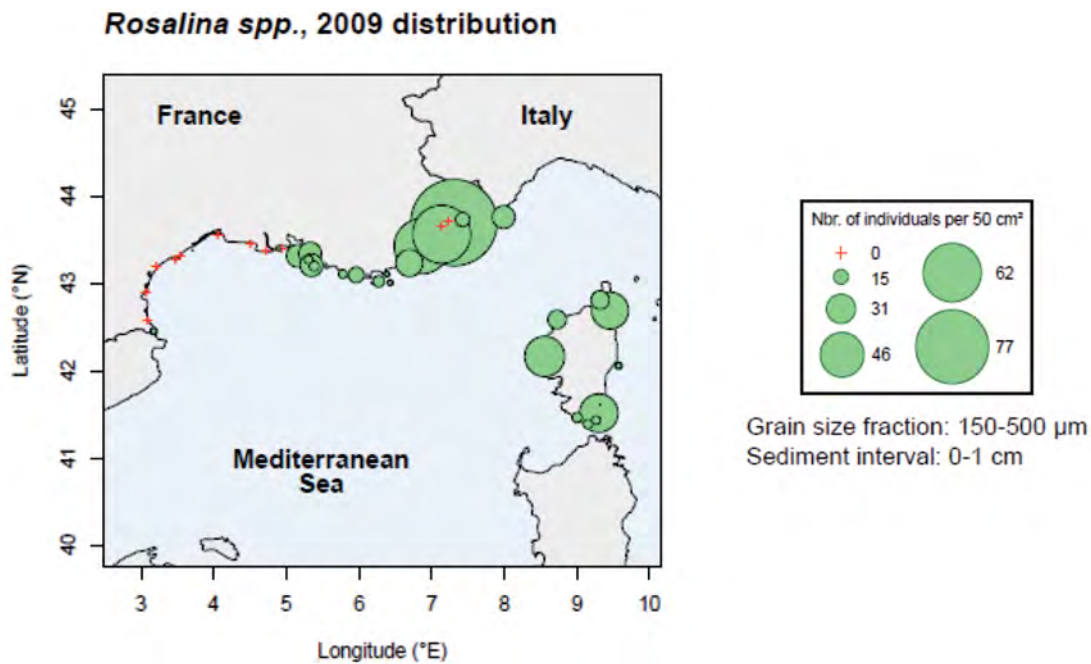 Rosalina spp., 2009 distribution
France
Italy
Mediterranean
Sea
45
44
43
42
41
40
Latitude (°N)
3 4 5 6 7 8 9 10
Longitude (°E)
Nbr. of individuals per 50 cm²
0
15
31
46
62
77
Grain size fraction: 150-500 µm
Sediment interval: 0-1 cm